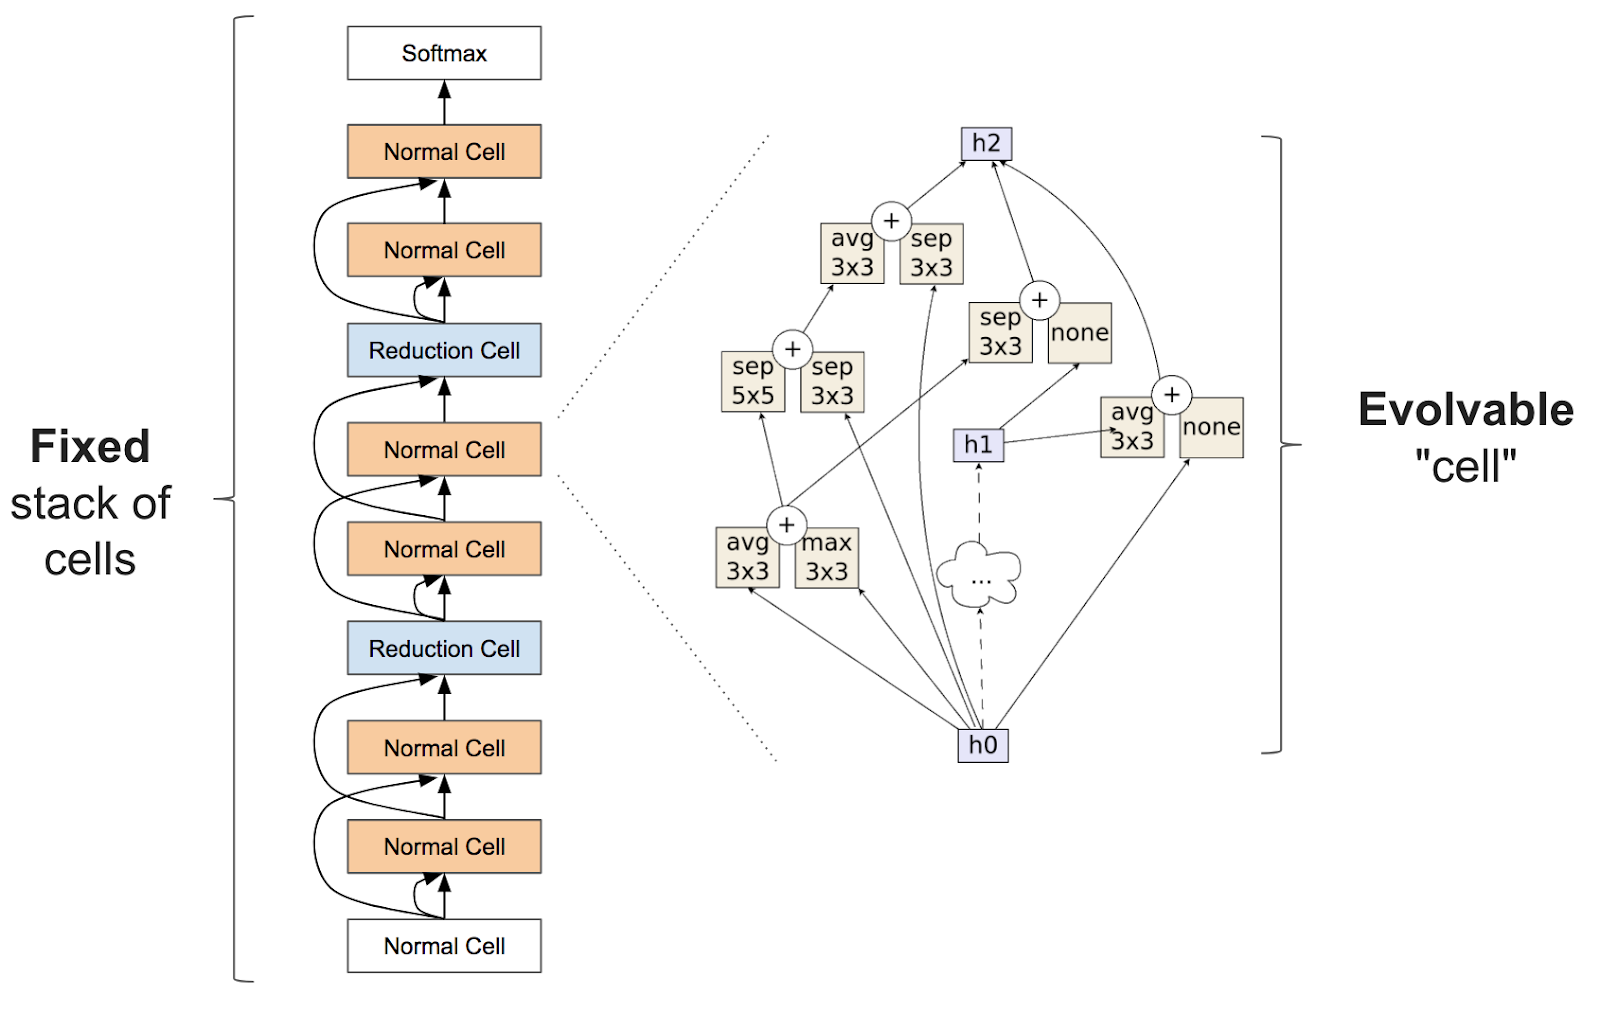 Fixed
stack of
cells
Softmax
Normal Cell
Normal Cell
Reduction Cell
Normal Cell
Normal Cell
Reduction Cell
Normal Cell
Normal Cell
Normal Cell
h2
+
avg
3x3
sep
3x3
+
sep
3x3
none
+
sep
5x5
sep
3x3
+
avg
3x3
none
h1
+
avg
3x3
max
3x3
...
h0
Evolvable
"cell"